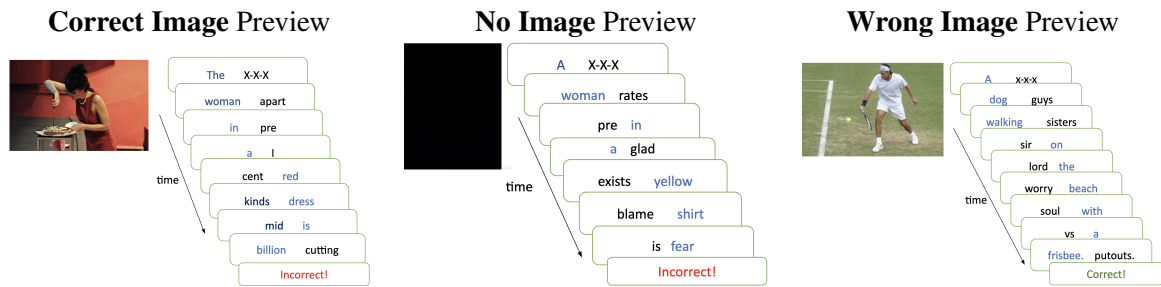 Correct Image Preview
The X-X-X
woman apart
in pre
a I
cent red
kinds dress
mid is
billion cutting
Incorrect!
time
No Image Preview
A X-X-X
woman rates
pre in
a glad
exists yellow
blame shirt
is fear
Incorrect!
time
Wrong Image Preview
A x-x-x
dog guys
walking sisters
sir on
lord the
worry beach
soul with
vs a
frisbee. putouts.
Correct!
time